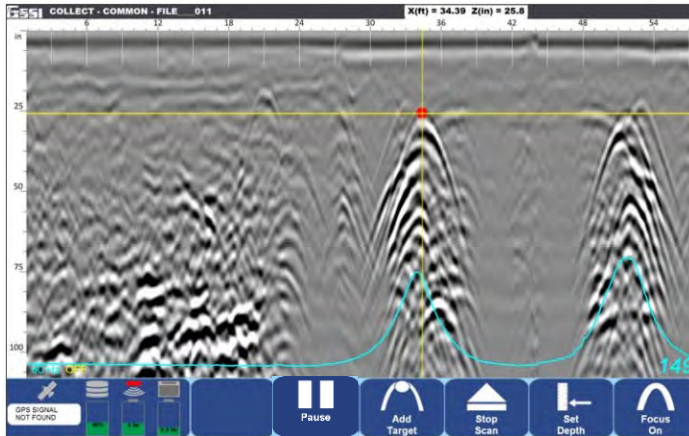 GSSI COLLECT - COMMON - FILE___011
X(ft) = 34.39 Z(in) = 25.8
in 6 12 18 24 30 36 42 48 54
25
50
75
100
OFF
149
GPS SIGNAL
NOT FOUND
Pause
Add
Target
Stop
Scan
Set
Depth
Focus
On